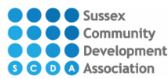 Sussex
Community
Development
S C D A Association